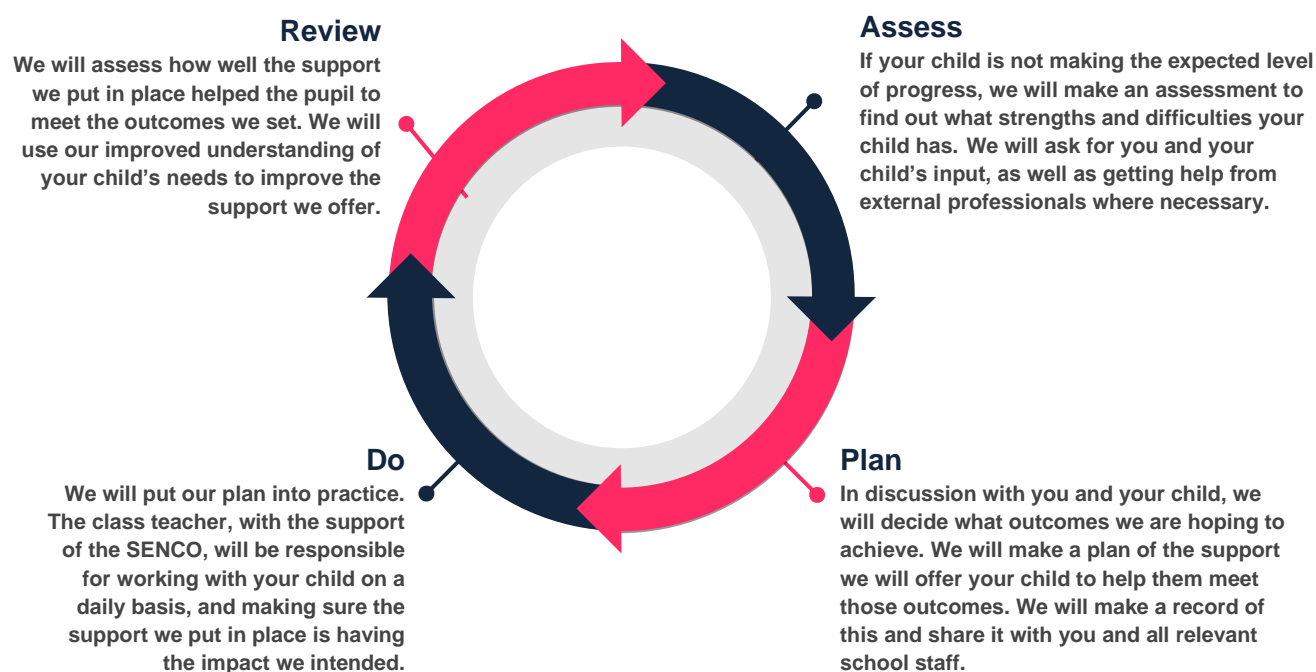 Review
We will assess how well the support
we put in place helped the pupil to
meet the outcomes we set. We will
use our improved understanding of
your child’s needs to improve the
support we offer.
Assess
If your child is not making the expected level
of progress, we will make an assessment to
find out what strengths and difficulties your
child has. We will ask for you and your
child’s input, as well as getting help from
external professionals where necessary.
Do
We will put our plan into practice.
The class teacher, with the support
of the SENCO, will be responsible
for working with your child on a
daily basis, and making sure the
support we put in place is having
the impact we intended.
Plan
In discussion with you and your child, we
will decide what outcomes we are hoping to
achieve. We will make a plan of the support
we will offer your child to help them meet
those outcomes. We will make a record of
this and share it with you and all relevant
school staff.